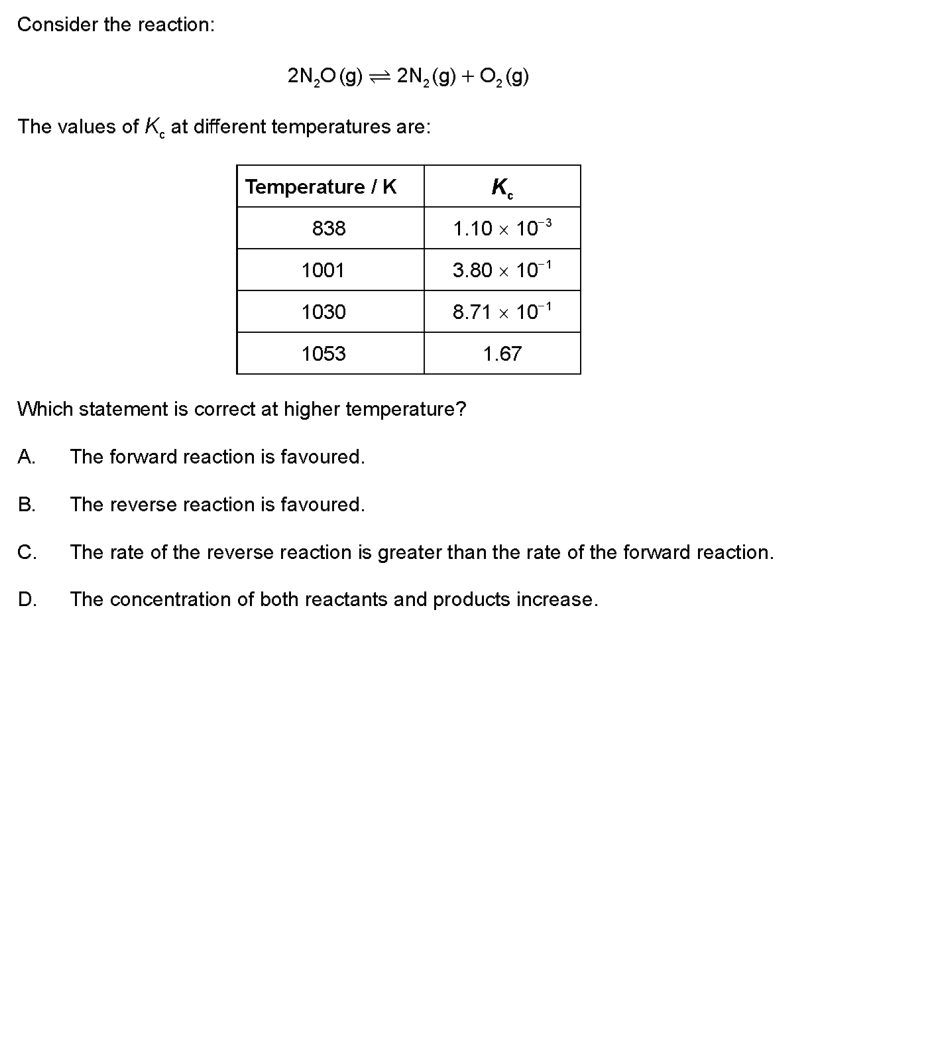 Consider the reaction:
2N₂O (g) ⇌ 2N₂ (g) + O₂ (g)
The values of K꜀ at different temperatures are:
Temperature / K K꜀
838 1.10 × 10⁻³
1001 3.80 × 10⁻¹
1030 8.71 × 10⁻¹
1053 1.67
Which statement is correct at higher temperature?
A. The forward reaction is favoured.
B. The reverse reaction is favoured.
C. The rate of the reverse reaction is greater than the rate of the forward reaction.
D. The concentration of both reactants and products increase.